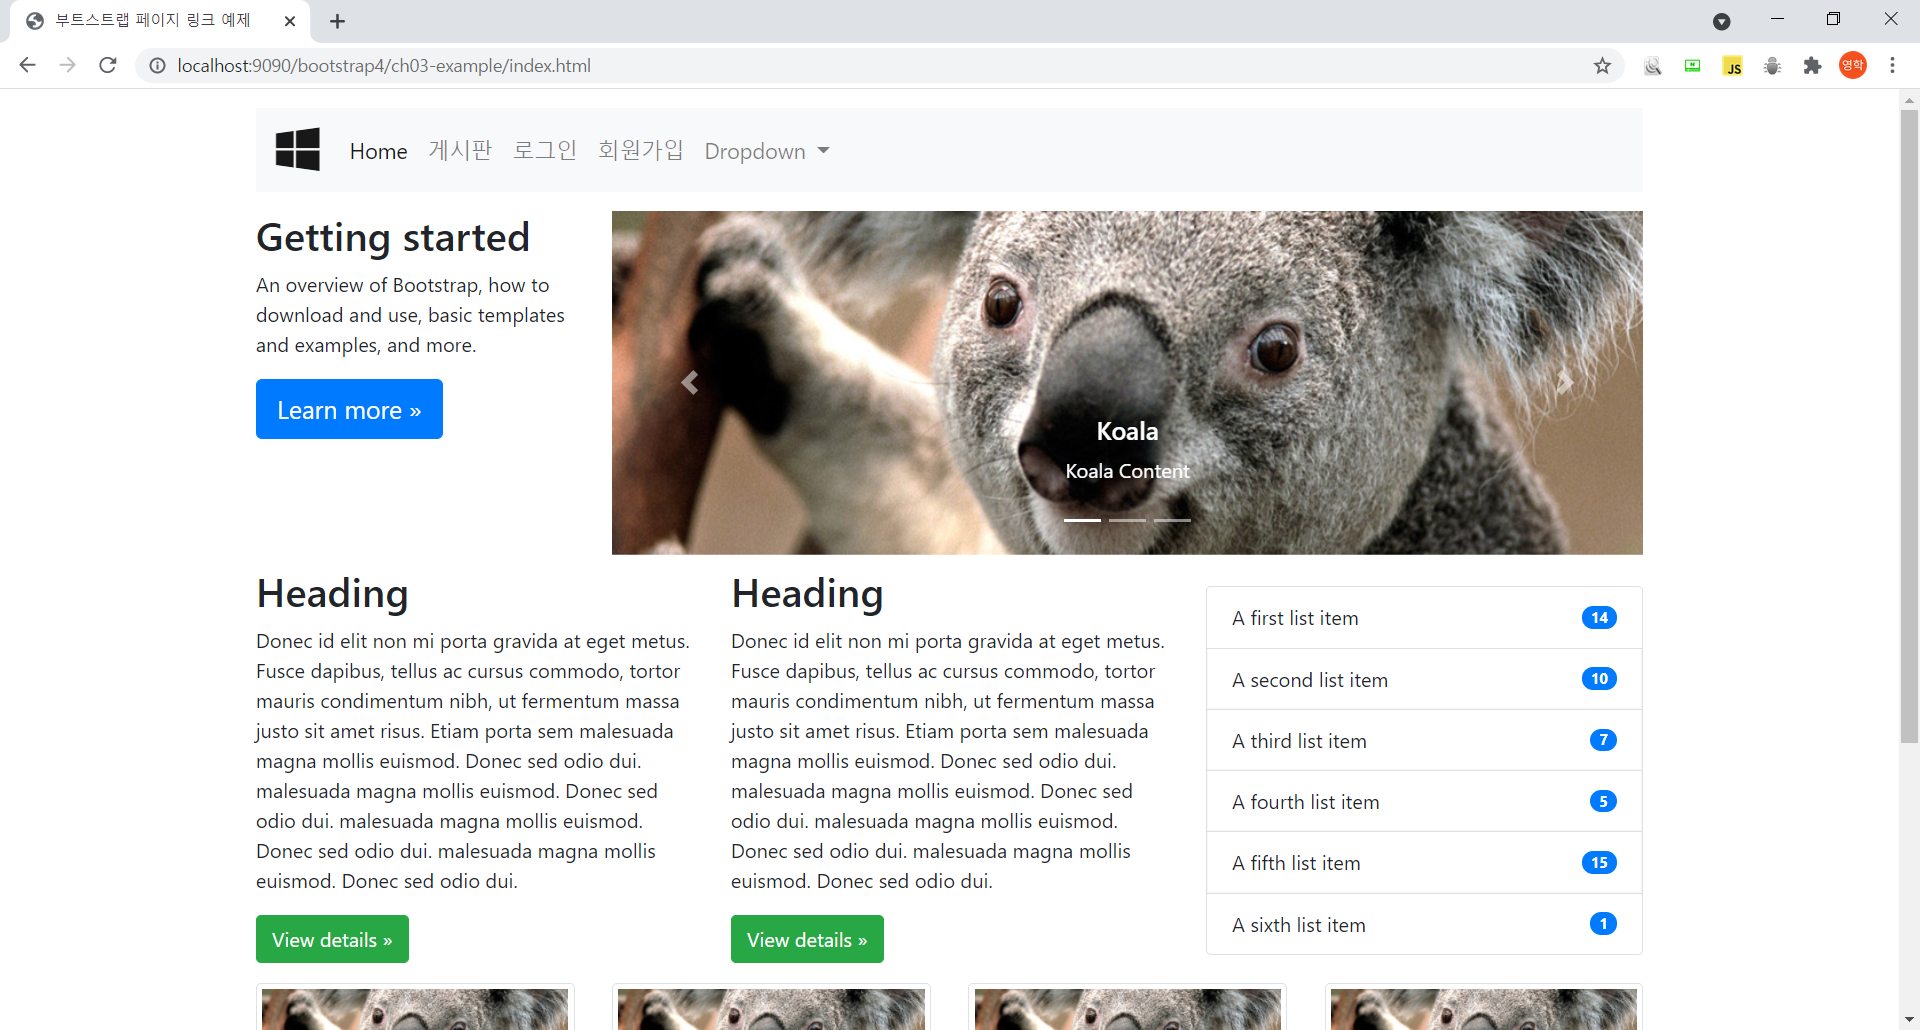 부트스트랩 페이지 링크 예제
localhost:9090/bootstrap4/ch03-example/index.html
JS
영학
Home 게시판 로그인 회원가입 Dropdown
Getting started
An overview of Bootstrap, how to
download and use, basic templates
and examples, and more.
Learn more »
Koala
Koala Content
Heading
Donec id elit non mi porta gravida at eget metus.
Fusce dapibus, tellus ac cursus commodo, tortor
mauris condimentum nibh, ut fermentum massa
justo sit amet risus. Etiam porta sem malesuada
magna mollis euismod. Donec sed odio dui.
malesuada magna mollis euismod. Donec sed
odio dui. malesuada magna mollis euismod.
Donec sed odio dui. malesuada magna mollis
euismod. Donec sed odio dui.
View details »
Heading
Donec id elit non mi porta gravida at eget metus.
Fusce dapibus, tellus ac cursus commodo, tortor
mauris condimentum nibh, ut fermentum massa
justo sit amet risus. Etiam porta sem malesuada
magna mollis euismod. Donec sed odio dui.
malesuada magna mollis euismod. Donec sed
odio dui. malesuada magna mollis euismod.
Donec sed odio dui. malesuada magna mollis
euismod. Donec sed odio dui.
View details »
A first list item 14
A second list item 10
A third list item 7
A fourth list item 5
A fifth list item 15
A sixth list item 1